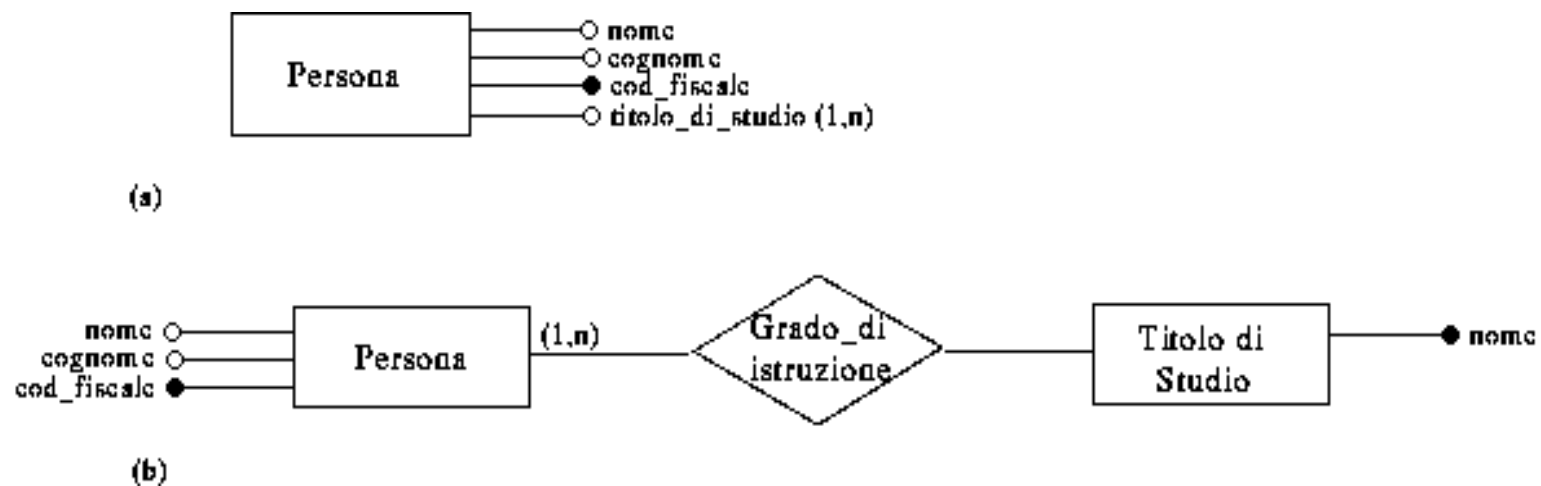 Persona
nome
cognome
cod_fiscale
titolo_di_studio (1,n)
(a)
nome
cognome
cod_fiscale
Persona
(1,n)
Grado_di
istruzione
Titolo di
Studio
nome
(b)